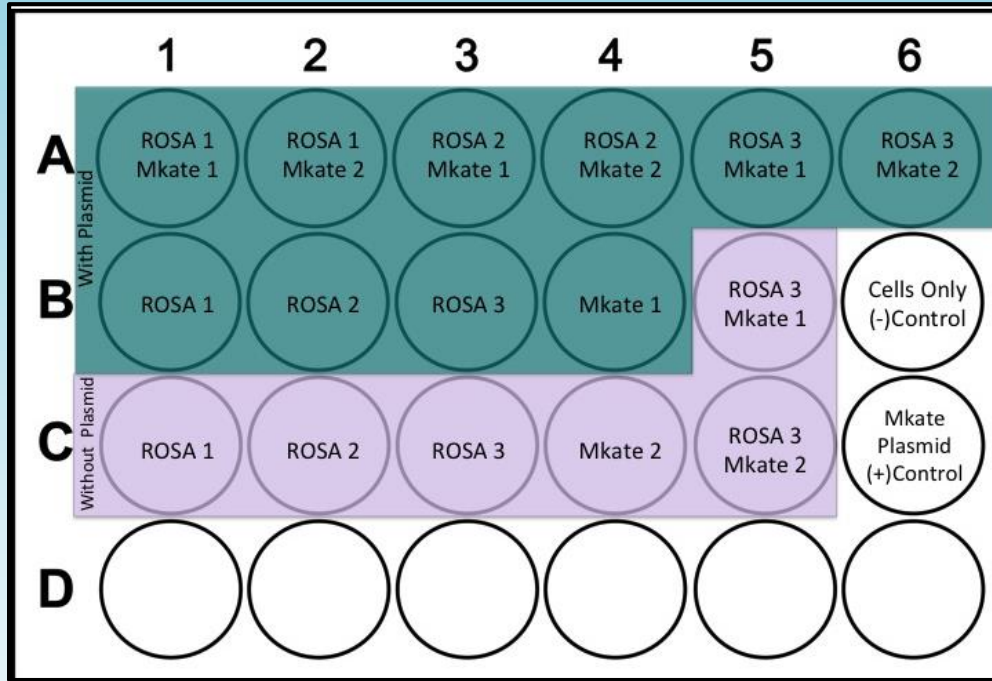 1 2 3 4 5 6
A
With Plasmid
ROSA 1
Mkate 1
ROSA 1
Mkate 2
ROSA 2
Mkate 1
ROSA 2
Mkate 2
ROSA 3
Mkate 1
ROSA 3
Mkate 2
B
ROSA 1
ROSA 2
ROSA 3
Mkate 1
ROSA 3
Mkate 1
Cells Only
(-)Control
C
Without Plasmid
ROSA 1
ROSA 2
ROSA 3
Mkate 2
ROSA 3
Mkate 2
Mkate
Plasmid
(+)Control
D